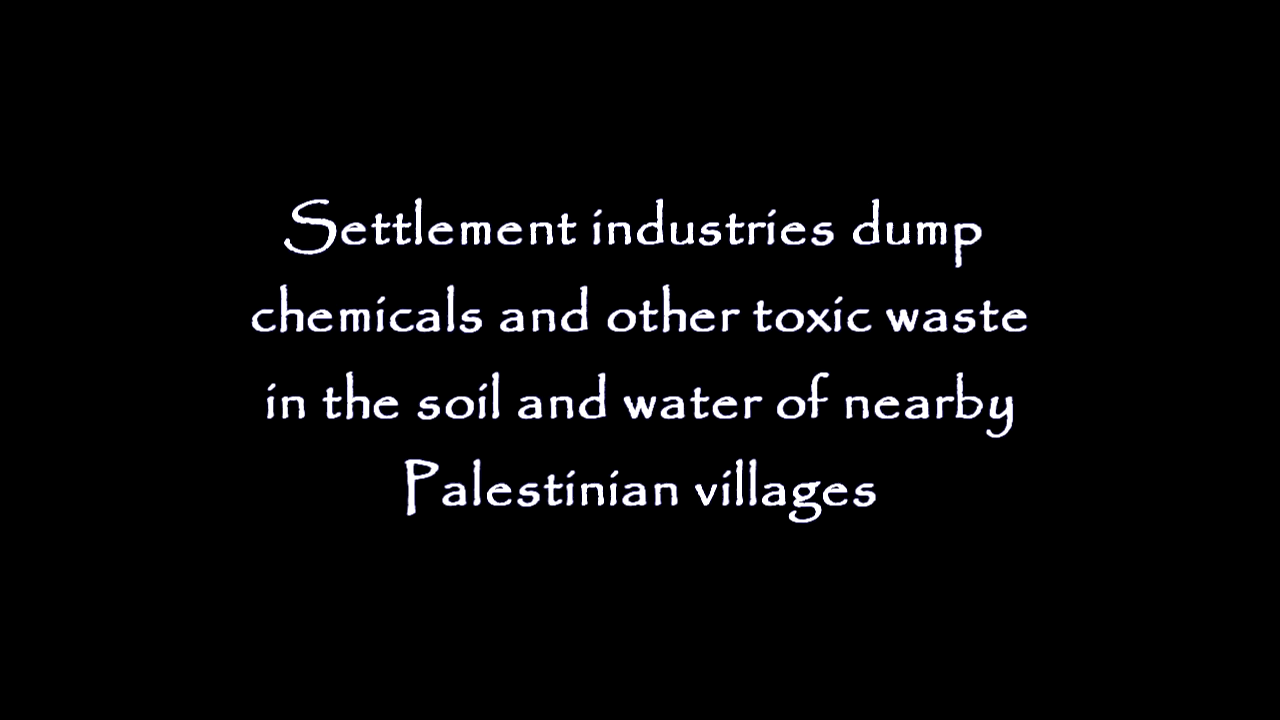 Settlement industries dump
chemicals and other toxic waste
in the soil and water of nearby
Palestinian villages